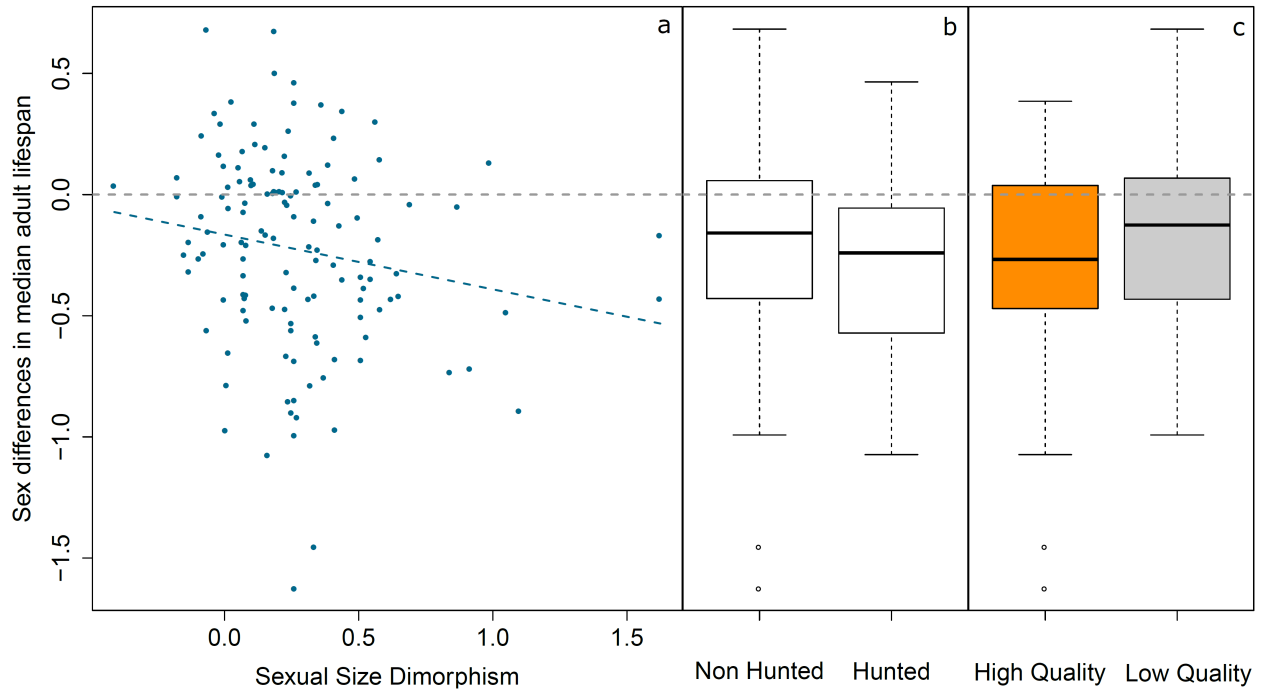 a
b
c
Sex differences in median adult lifespan
0.5
0.0
−0.5
−1.0
−1.5
0.0 0.5 1.0 1.5
Sexual Size Dimorphism
Non Hunted Hunted
High Quality Low Quality